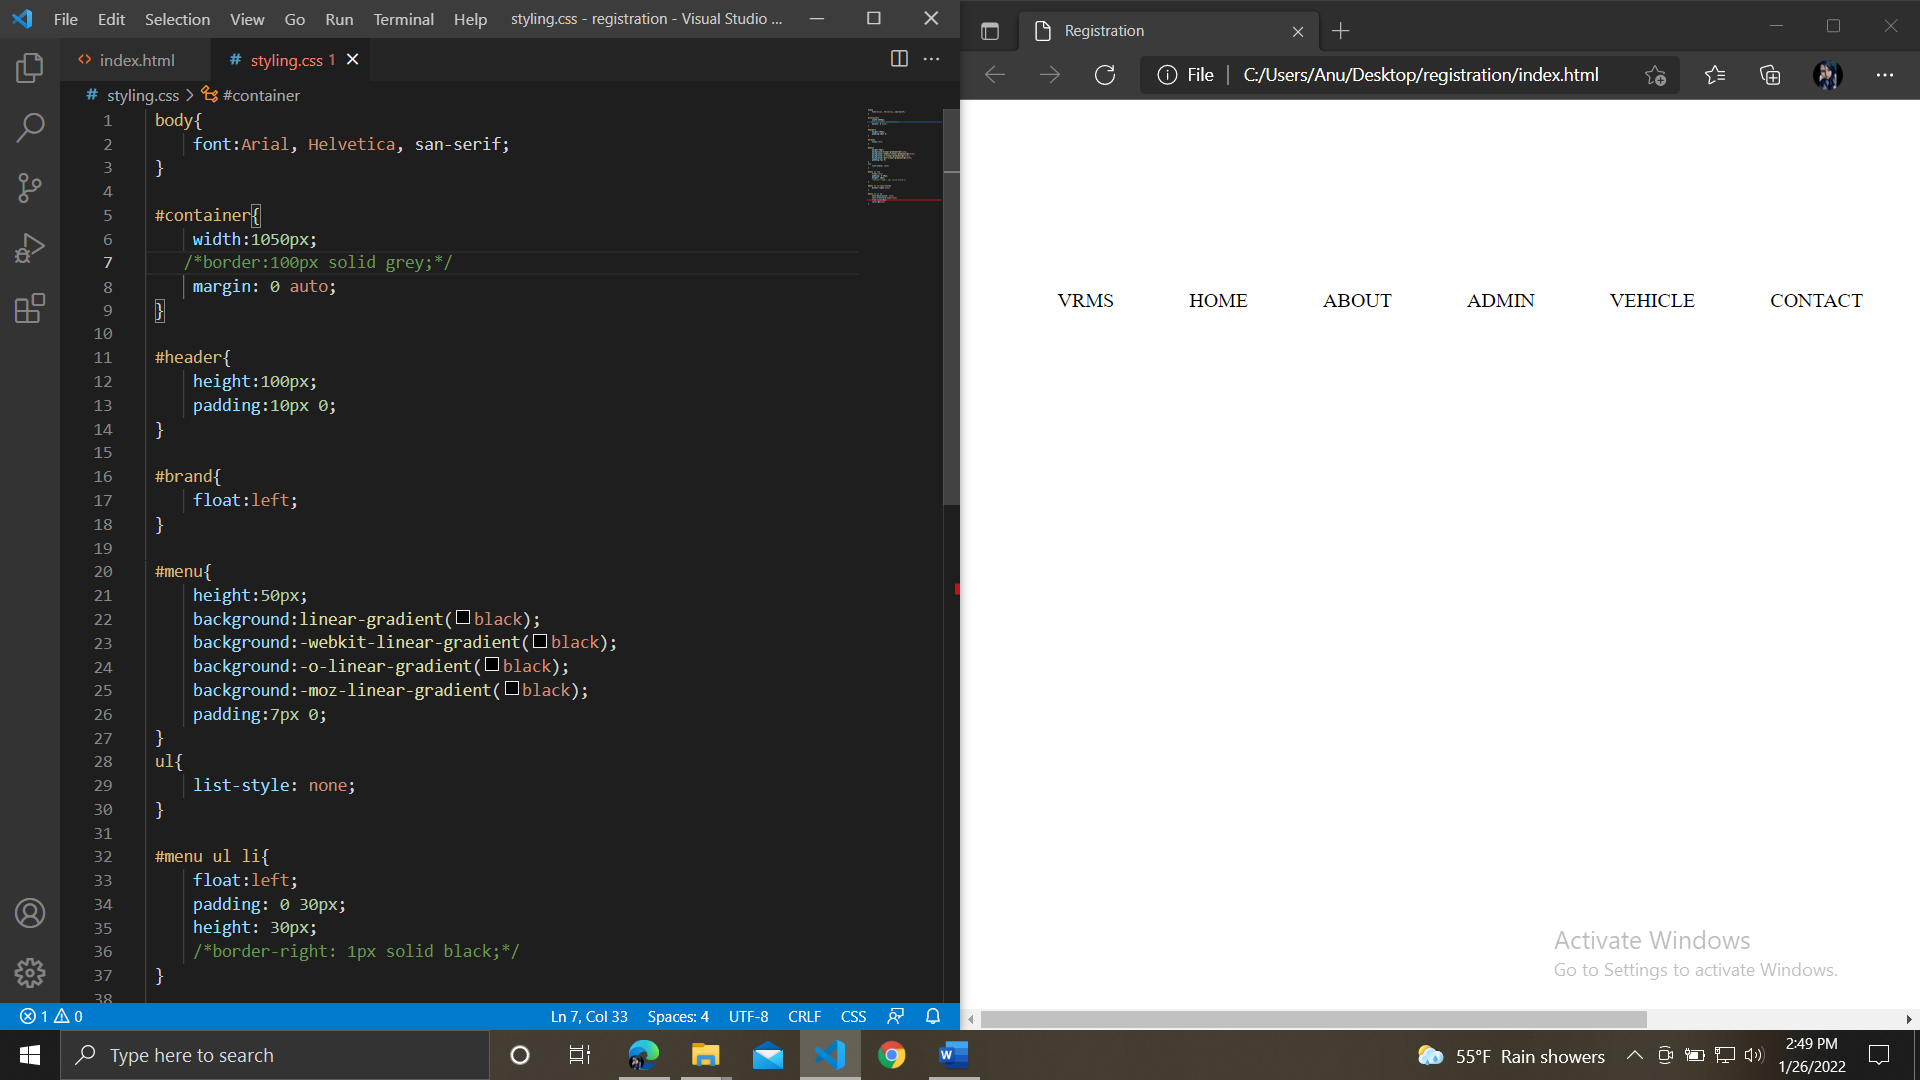 File Edit Selection View Go Run Terminal Help styling.css - registration - Visual Studio ...
index.html # styling.css 1
# styling.css > #container
1 body{
2 font:Arial, Helvetica, san-serif;
3 }
4
5 #container{
6 width:1050px;
7 /*border:100px solid grey;*/
8 margin: 0 auto;
9 }
10
11 #header{
12 height:100px;
13 padding:10px 0;
14 }
15
16 #brand{
17 float:left;
18 }
19
20 #menu{
21 height:50px;
22 background:linear-gradient(black);
23 background:-webkit-linear-gradient(black);
24 background:-o-linear-gradient(black);
25 background:-moz-linear-gradient(black);
26 padding:7px 0;
27 }
28 ul{
29 list-style: none;
30 }
31
32 #menu ul li{
33 float:left;
34 padding: 0 30px;
35 height: 30px;
36 /*border-right: 1px solid black;*/
37 }
38
1 0 Ln 7, Col 33 Spaces: 4 UTF-8 CRLF CSS
Registration
File C:/Users/Anu/Desktop/registration/index.html
VRMS HOME ABOUT ADMIN VEHICLE CONTACT
Activate Windows
Go to Settings to activate Windows.
Type here to search
55°F Rain showers
2:49 PM
1/26/2022